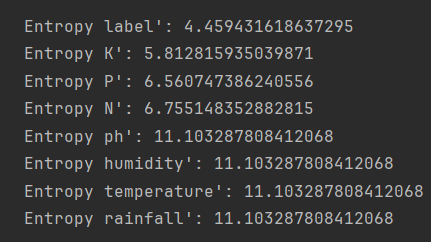 Entropy label': 4.459431618637295
Entropy K': 5.812815935039871
Entropy P': 6.560747386240556
Entropy N': 6.755148352882815
Entropy ph': 11.103287808412068
Entropy humidity': 11.103287808412068
Entropy temperature': 11.103287808412068
Entropy rainfall': 11.103287808412068